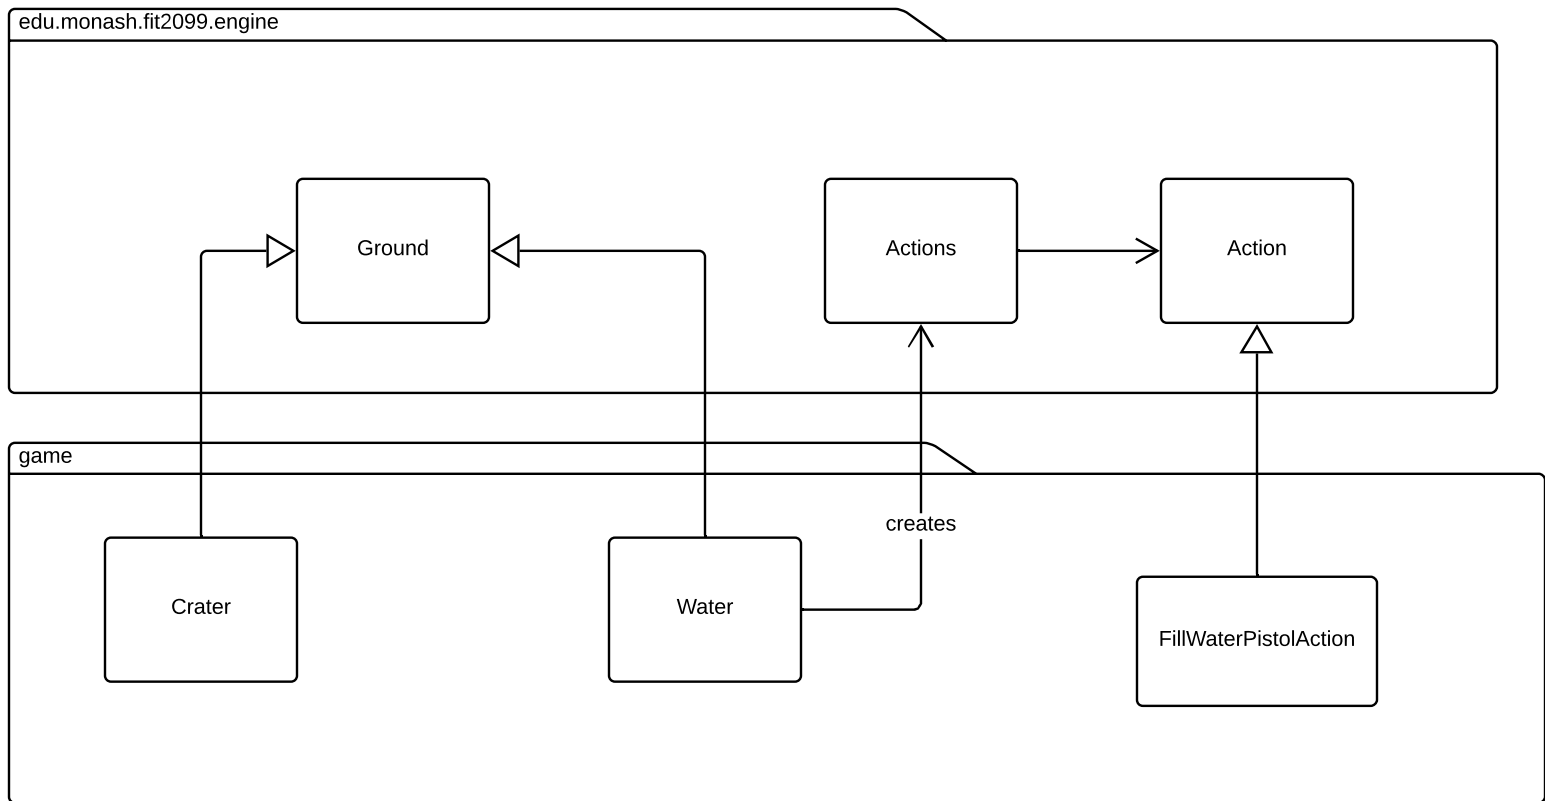 edu.monash.fit2099.engine
Ground
Actions
Action
game
creates
Crater
Water
FillWaterPistolAction